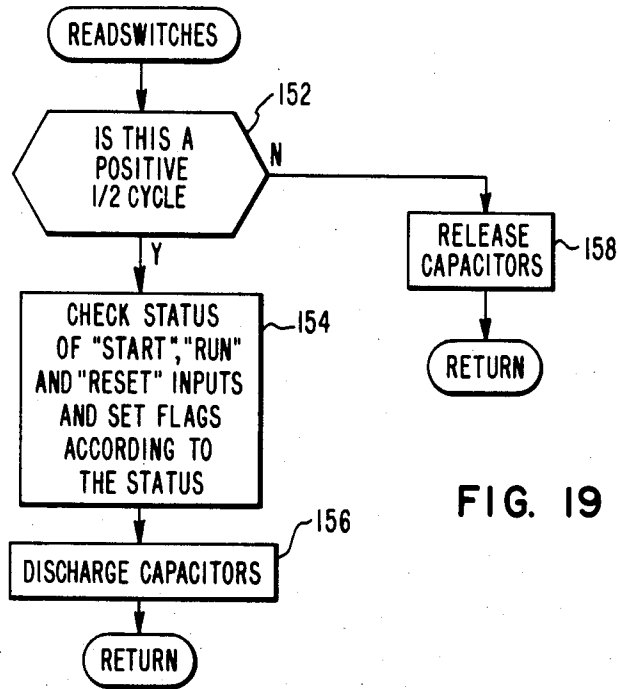 READSWITCHES
152
IS THIS A
POSITIVE
1/2 CYCLE
N
Y
RELEASE
CAPACITORS
158
RETURN
CHECK STATUS
OF "START", "RUN"
AND "RESET" INPUTS
AND SET FLAGS
ACCORDING TO
THE STATUS
154
FIG. 19
DISCHARGE CAPACITORS
156
RETURN